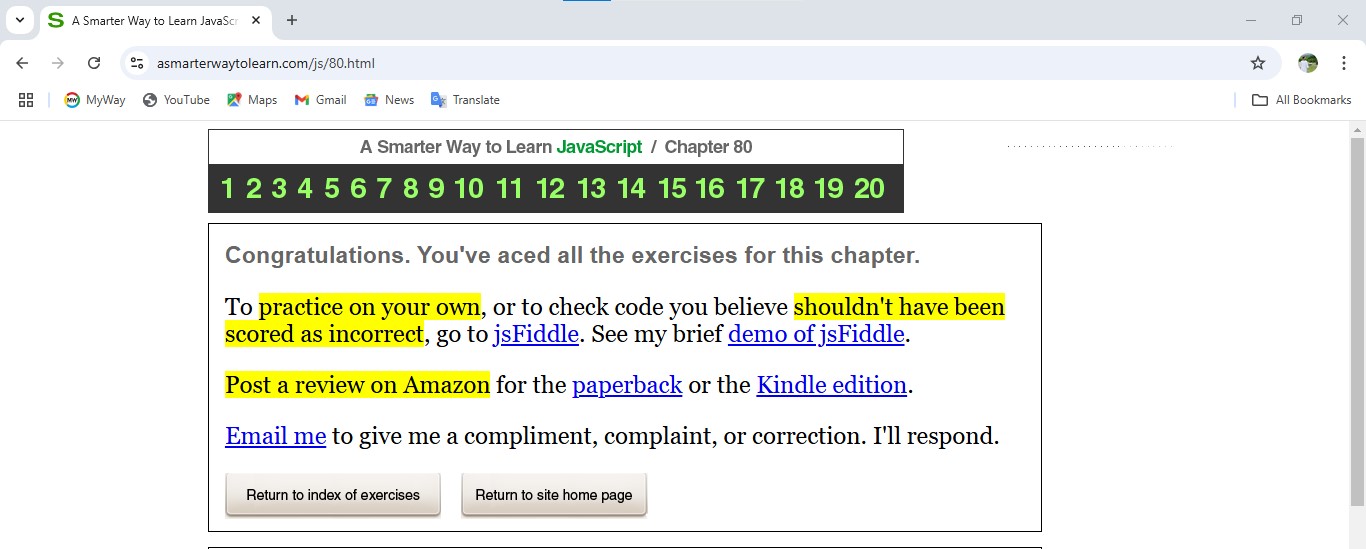 A Smarter Way to Learn JavaSc
asmarterwaytolearn.com/js/80.html
MyWay YouTube Maps Gmail News Translate All Bookmarks
A Smarter Way to Learn JavaScript / Chapter 80
1 2 3 4 5 6 7 8 9 10 11 12 13 14 15 16 17 18 19 20
Congratulations. You've aced all the exercises for this chapter.
To practice on your own, or to check code you believe shouldn't have been
scored as incorrect, go to jsFiddle. See my brief demo of jsFiddle.
Post a review on Amazon for the paperback or the Kindle edition.
Email me to give me a compliment, complaint, or correction. I'll respond.
Return to index of exercises Return to site home page